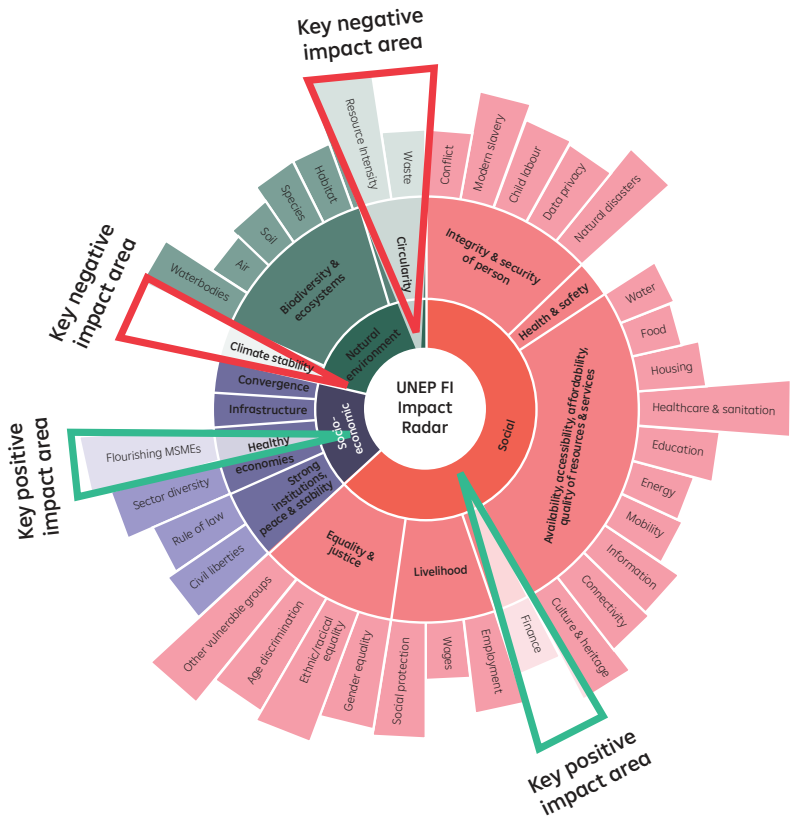 Key negative
impact area
Key negative
impact area
Key positive
impact area
Key positive
impact area
UNEP FI
Impact
Radar
Natural
environment
Circularity
Resource Intensity
Waste
Biodiversity &
ecosystems
Habitat
Species
Soil
Air
Waterbodies
Climate stability
Socio-
economic
Convergence
Infrastructure
Healthy
economies
Flourishing MSMEs
Sector diversity
Strong
institutions,
peace & stability
Rule of law
Civil liberties
Social
Integrity & security
of person
Conflict
Modern slavery
Child labour
Data privacy
Natural disasters
Health & safety
Availability, accessibility, affordability,
quality of resources & services
Water
Food
Housing
Healthcare & sanitation
Education
Energy
Mobility
Information
Connectivity
Culture & heritage
Finance
Livelihood
Employment
Wages
Social protection
Equality &
justice
Gender equality
Ethnic/racical
equality
Age discrimination
Other vulnerable groups